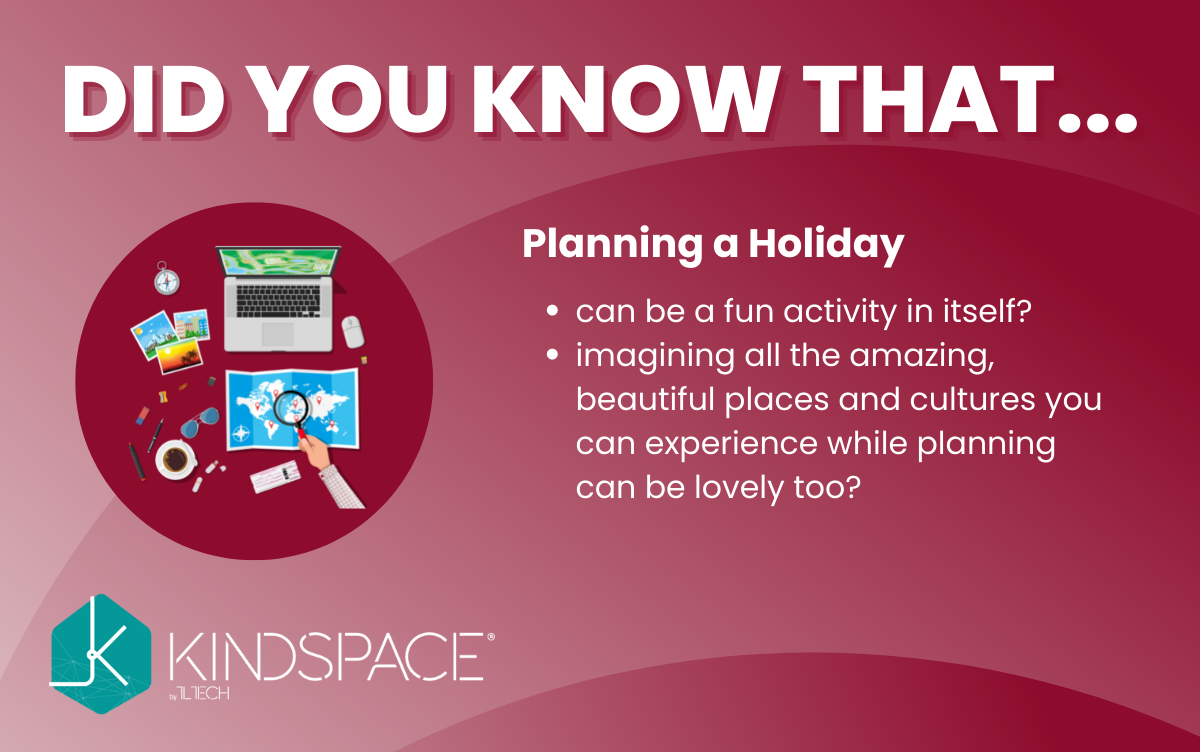 DID YOU KNOW THAT...
Planning a Holiday
• can be a fun activity in itself?
• imagining all the amazing,
beautiful places and cultures you
can experience while planning
can be lovely too?
KINDSPACE®
by 1LTECH